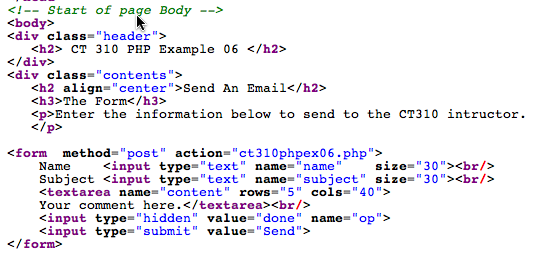 <!-- Start of page Body -->
<body>
<div class="header">
<h2> CT 310 PHP Example 06 </h2>
</div>
<div class="contents">
<h2 align="center">Send An Email</h2>
<h3>The Form</h3>
<p>Enter the information below to send to the CT310 intructor.
</p>
<form method="post" action="ct310phpex06.php">
Name <input type="text" name="name" size="30"><br/>
Subject <input type="text" name="subject" size="30"><br/>
<textarea name="content" rows="5" cols="40">
Your comment here.</textarea><br/>
<input type="hidden" value="done" name="op">
<input type="submit" value="Send">
</form>